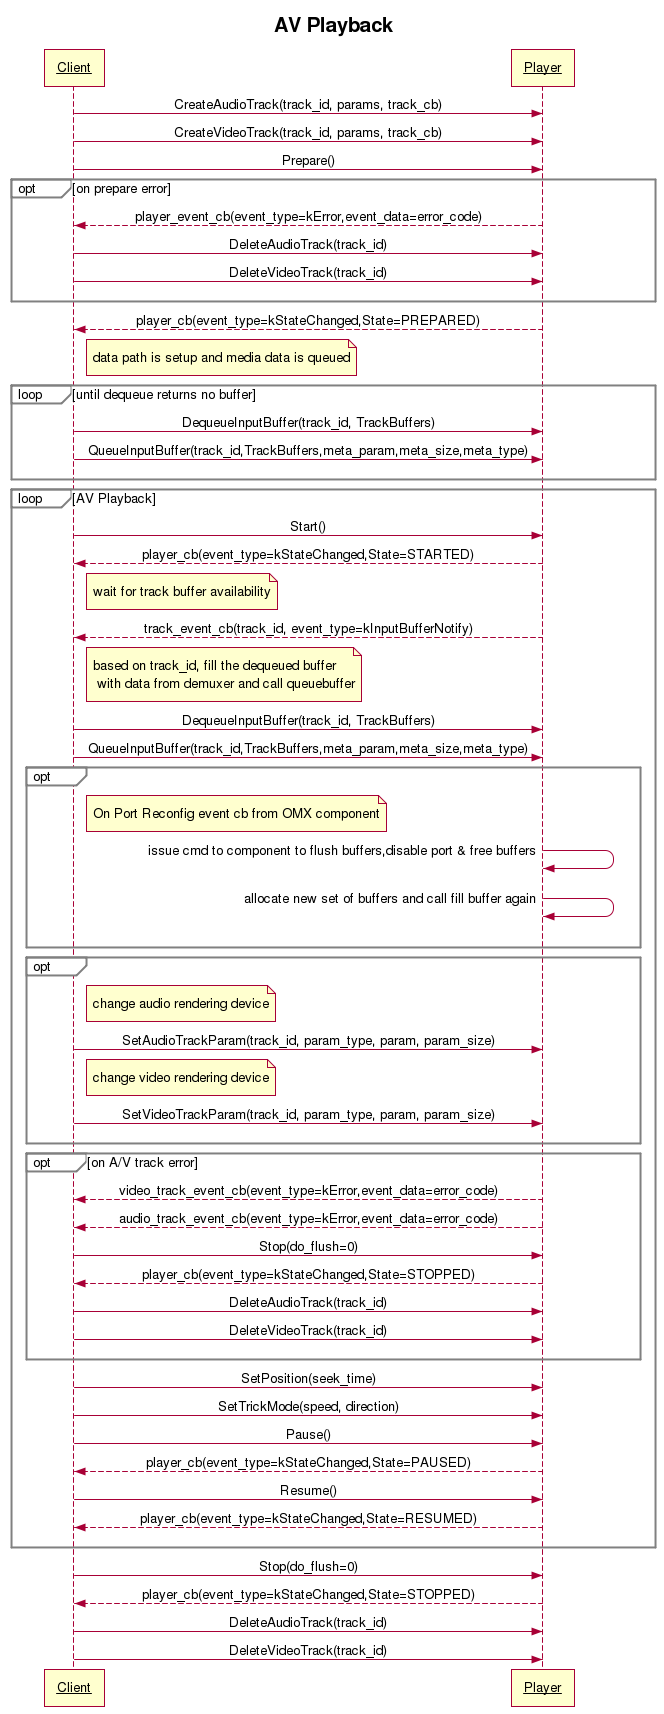 AV Playback
Client
Player
CreateAudioTrack(track_id, params, track_cb)
CreateVideoTrack(track_id, params, track_cb)
Prepare()
opt
[on prepare error]
player_event_cb(event_type=kError,event_data=error_code)
DeleteAudioTrack(track_id)
DeleteVideoTrack(track_id)
player_cb(event_type=kStateChanged,State=PREPARED)
data path is setup and media data is queued
loop
[until dequeue returns no buffer]
DequeueInputBuffer(track_id, TrackBuffers)
QueueInputBuffer(track_id,TrackBuffers,meta_param,meta_size,meta_type)
loop
[AV Playback]
Start()
player_cb(event_type=kStateChanged,State=STARTED)
wait for track buffer availability
track_event_cb(track_id, event_type=kInputBufferNotify)
based on track_id, fill the dequeued buffer
with data from demuxer and call queuebuffer
DequeueInputBuffer(track_id, TrackBuffers)
QueueInputBuffer(track_id,TrackBuffers,meta_param,meta_size,meta_type)
opt
On Port Reconfig event cb from OMX component
issue cmd to component to flush buffers,disable port & free buffers
allocate new set of buffers and call fill buffer again
opt
change audio rendering device
SetAudioTrackParam(track_id, param_type, param, param_size)
change video rendering device
SetVideoTrackParam(track_id, param_type, param, param_size)
opt
[on A/V track error]
video_track_event_cb(event_type=kError,event_data=error_code)
audio_track_event_cb(event_type=kError,event_data=error_code)
Stop(do_flush=0)
player_cb(event_type=kStateChanged,State=STOPPED)
DeleteAudioTrack(track_id)
DeleteVideoTrack(track_id)
SetPosition(seek_time)
SetTrickMode(speed, direction)
Pause()
player_cb(event_type=kStateChanged,State=PAUSED)
Resume()
player_cb(event_type=kStateChanged,State=RESUMED)
Stop(do_flush=0)
player_cb(event_type=kStateChanged,State=STOPPED)
DeleteAudioTrack(track_id)
DeleteVideoTrack(track_id)
Client
Player